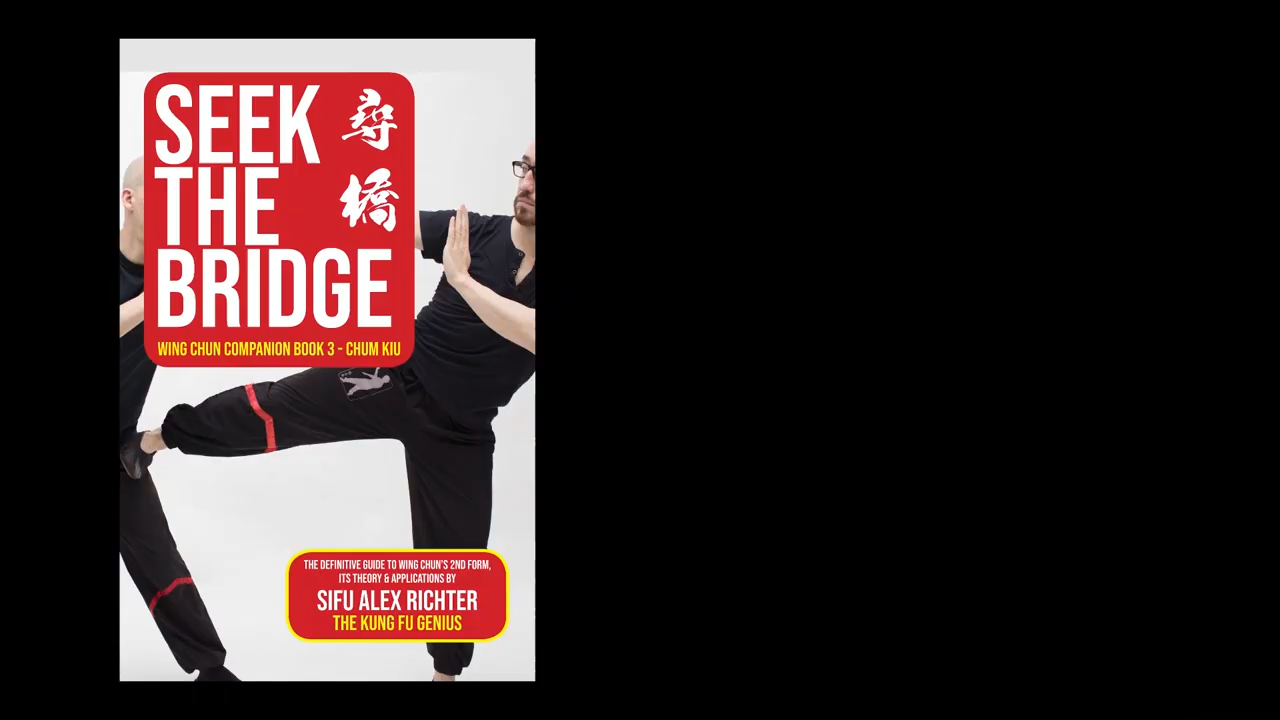 SEEK
THE
BRIDGE
尋
橋
WING CHUN COMPANION BOOK 3 - CHUM KIU
THE DEFINITIVE GUIDE TO WING CHUN'S 2ND FORM,
ITS THEORY & APPLICATIONS BY
SIFU ALEX RICHTER
THE KUNG FU GENIUS